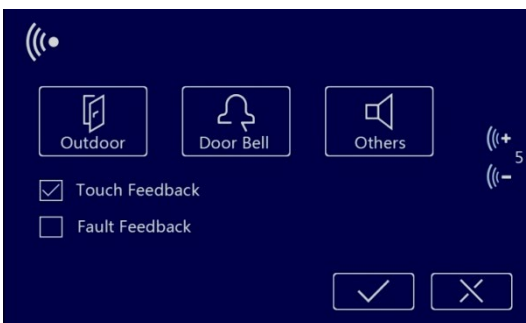 Outdoor
Door Bell
Others
5
Touch Feedback
Fault Feedback